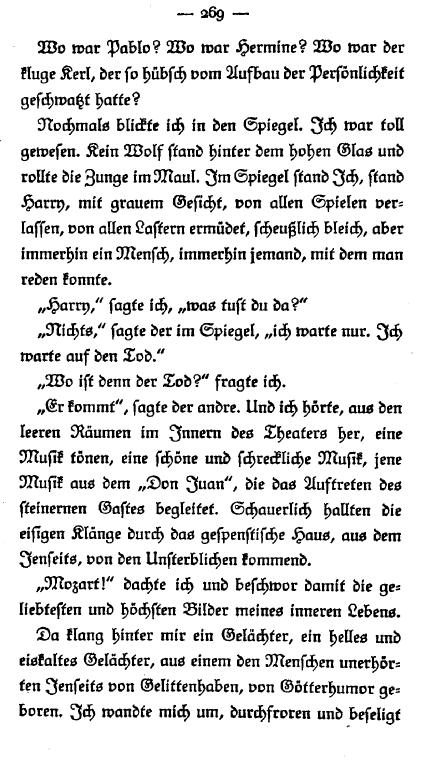 — 269 —
Wo war Pablo? Wo war Hermine? Wo war der
kluge Kerl, der so hübsch vom Aufbau der Persönlichkeit
geschwatzt hatte?
Nochmals blickte ich in den Spiegel. Ich war toll
gewesen. Kein Wolf stand hinter dem hohen Glas und
rollte die Zunge im Maul. Im Spiegel stand Ich, stand
Harry, mit grauem Gesicht, von allen Spielen ver-
lassen, von allen Lastern ermüdet, scheußlich bleich, aber
immerhin ein Mensch, immerhin jemand, mit dem man
reden konnte.
„Harry,“ sagte ich, „was tust du da?“
„Nichts,“ sagte der im Spiegel, „ich warte nur. Ich
warte auf den Tod.“
„Wo ist denn der Tod?“ fragte ich.
„Er kommt“, sagte der andre. Und ich hörte, aus den
leeren Räumen im Innern des Theaters her, eine
Musik tönen, eine schöne und schreckliche Musik, jene
Musik aus dem „Don Juan“, die das Auftreten des
steinernen Gastes begleitet. Schauerlich hallten die
eisigen Klänge durch das gespenstische Haus, aus dem
Jenseits, von den Unsterblichen kommend.
„Mozart!“ dachte ich und beschwor damit die ge-
liebtesten und höchsten Bilder meines inneren Lebens.
Da klang hinter mir ein Gelächter, ein helles und
eiskaltes Gelächter, aus einem den Menschen unerhör-
ten Jenseits von Gelittenhaben, von Götterhumor ge-
boren. Ich wandte mich um, durchfroren und beseligt